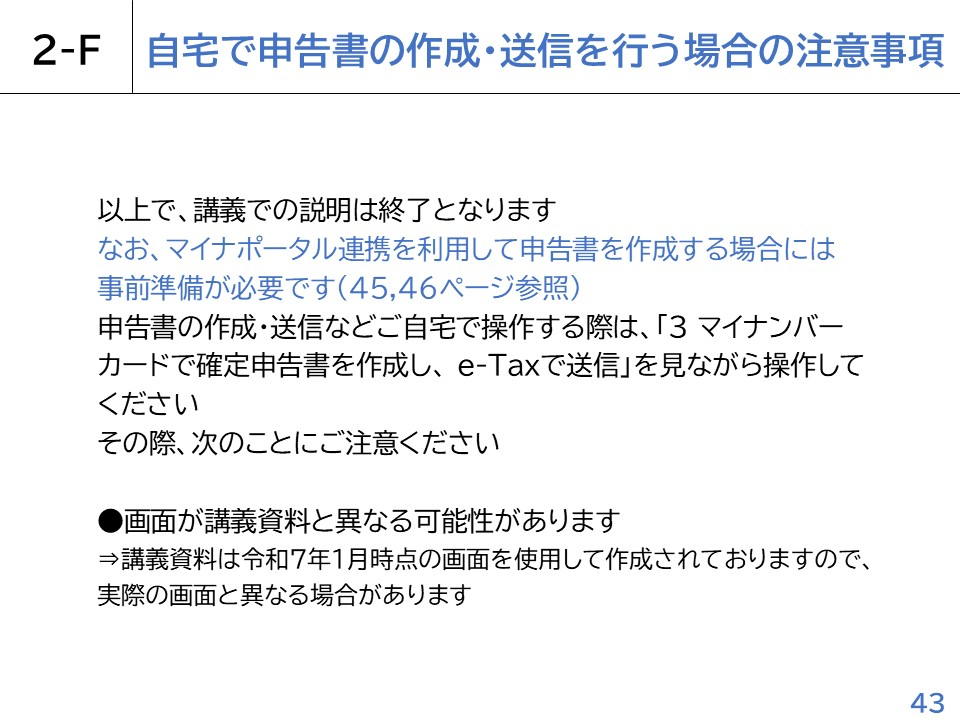 2-F
自宅で申告書の作成・送信を行う場合の注意事項
以上で、講義での説明は終了となります
なお、マイナポータル連携を利用して申告書を作成する場合には
事前準備が必要です(45,46ページ参照)
申告書の作成・送信などご自宅で操作する際は、「3 マイナンバー
カードで確定申告書を作成し、e-Taxで送信」を見ながら操作して
ください
その際、次のことにご注意ください
●画面が講義資料と異なる可能性があります
⇒講義資料は令和7年1月時点の画面を使用して作成されておりますので、
実際の画面と異なる場合があります
43